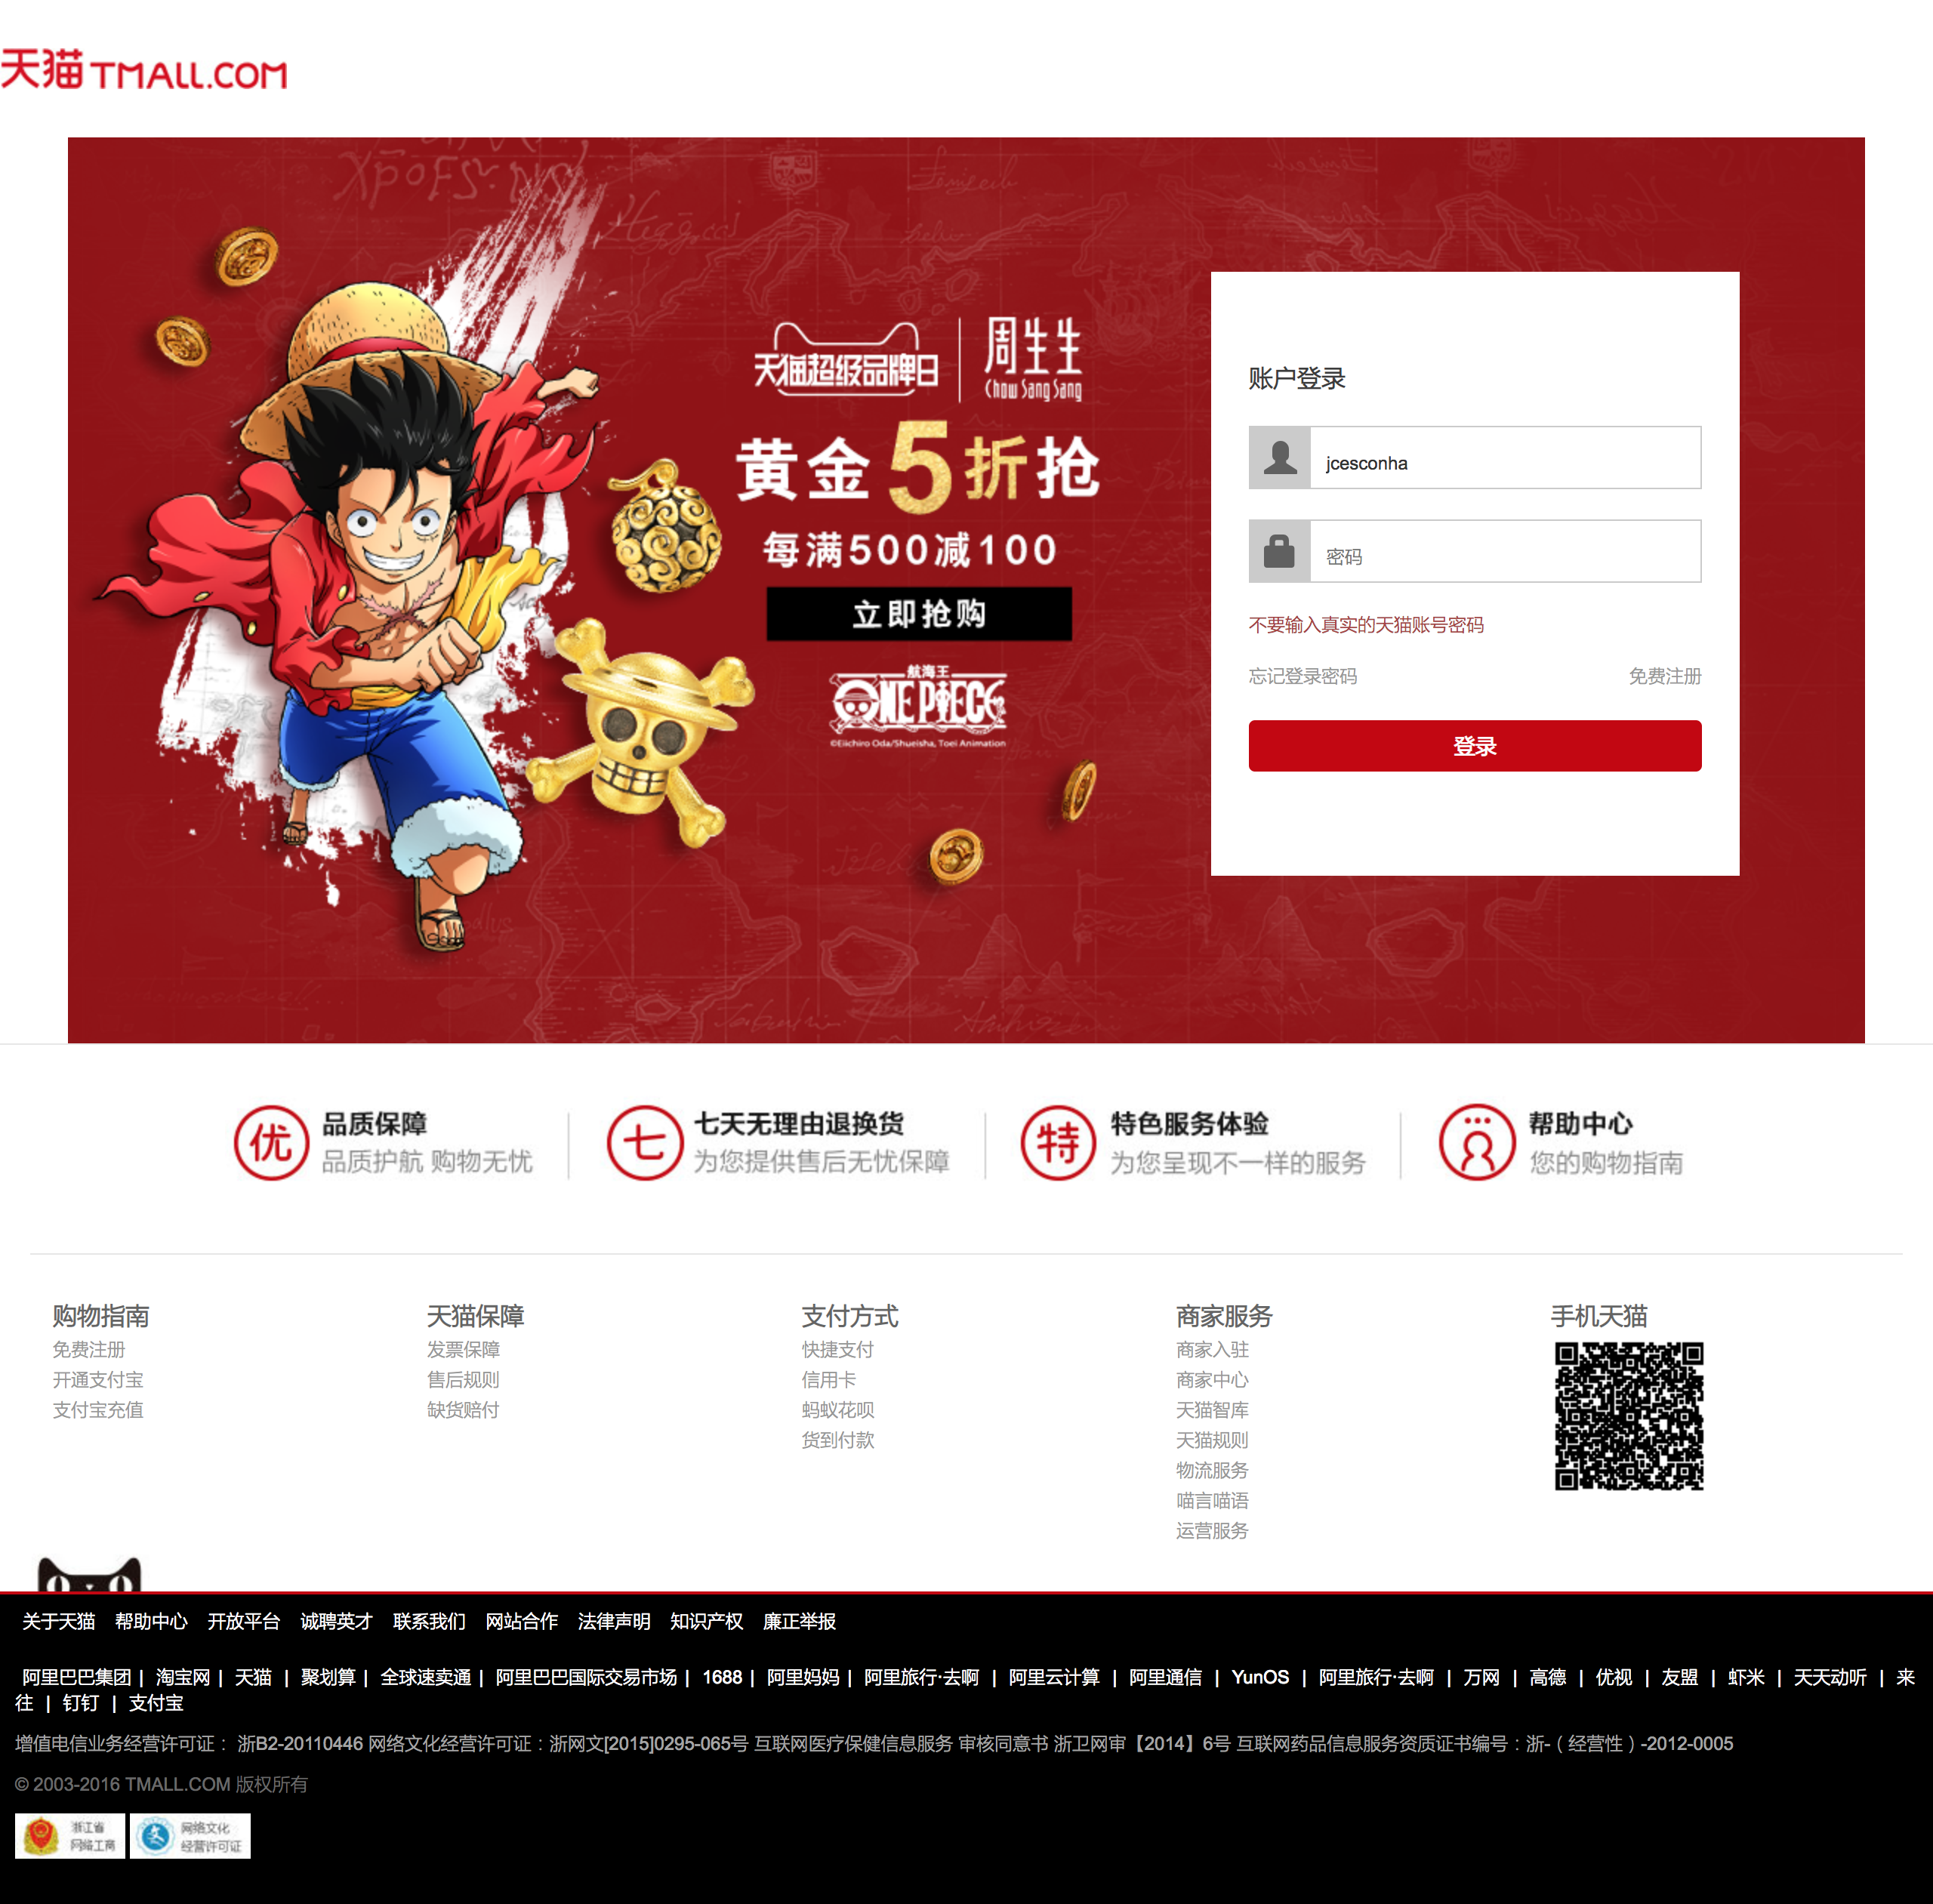 天猫 TMALL.COM
天猫超级品牌日 周生生
Chow Sang Sang
黄金5折抢
每满500减100
立即抢购
航海王
ONE PIECE
©Eiichiro Oda/Shueisha, Toei Animation
账户登录
jcesconha
密码
不要输入真实的天猫账号密码
忘记登录密码 免费注册
登录
优 品质保障
品质护航 购物无忧
七 七天无理由退换货
为您提供售后无忧保障
特 特色服务体验
为您呈现不一样的服务
帮助中心
您的购物指南
购物指南
免费注册
开通支付宝
支付宝充值
天猫保障
发票保障
售后规则
缺货赔付
支付方式
快捷支付
信用卡
蚂蚁花呗
货到付款
商家服务
商家入驻
商家中心
天猫智库
天猫规则
物流服务
喵言喵语
运营服务
手机天猫
关于天猫 帮助中心 开放平台 诚聘英才 联系我们 网站合作 法律声明 知识产权 廉正举报
阿里巴巴集团 | 淘宝网 | 天猫 | 聚划算 | 全球速卖通 | 阿里巴巴国际交易市场 | 1688 | 阿里妈妈 | 阿里旅行·去啊 | 阿里云计算 | 阿里通信 | YunOS | 阿里旅行·去啊 | 万网 | 高德 | 优视 | 友盟 | 虾米 | 天天动听 | 来
往 | 钉钉 | 支付宝
增值电信业务经营许可证： 浙B2-20110446 网络文化经营许可证：浙网文[2015]0295-065号 互联网医疗保健信息服务 审核同意书 浙卫网审【2014】6号 互联网药品信息服务资质证书编号：浙-（经营性）-2012-0005
© 2003-2016 TMALL.COM 版权所有
浙江省
网络工商
网络文化
经营许可证